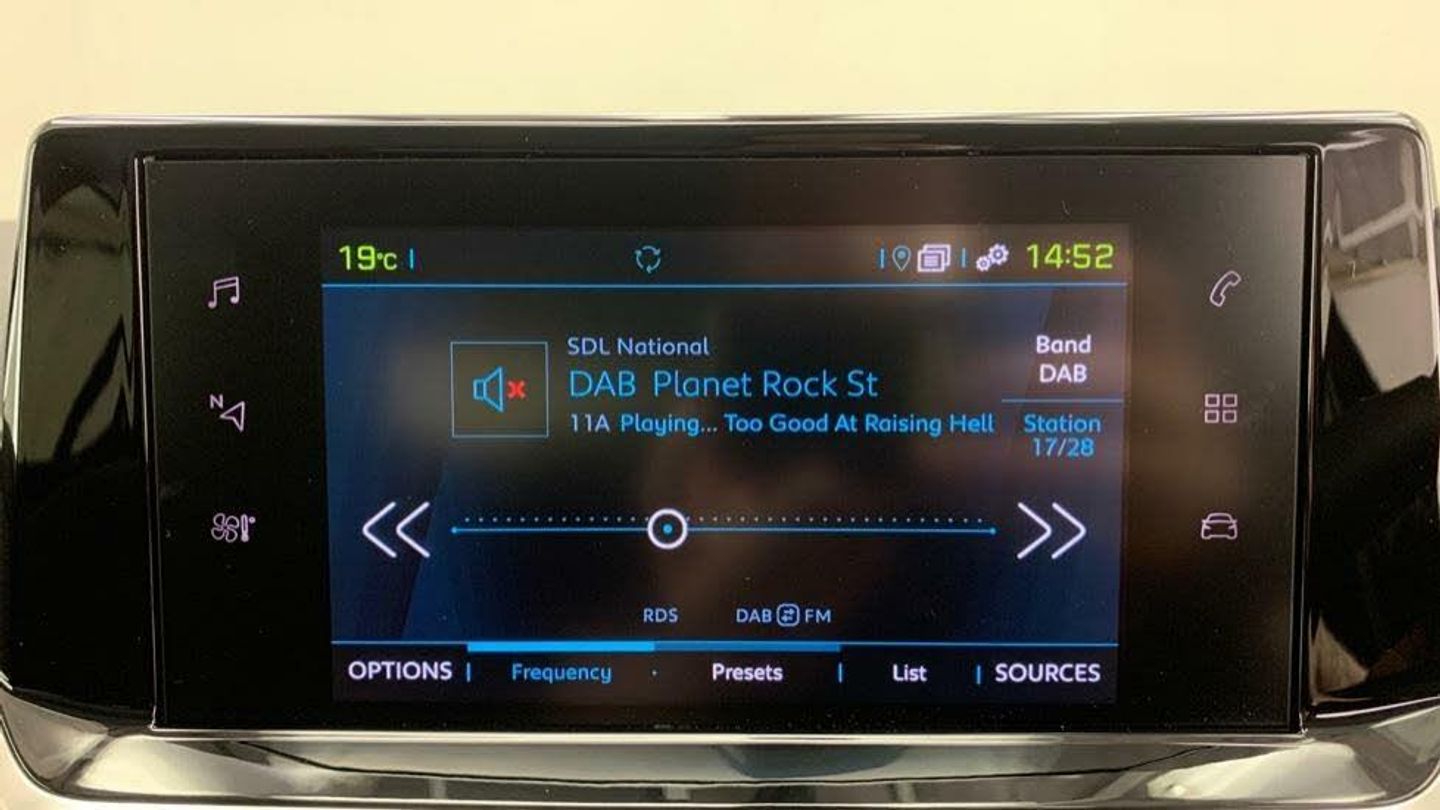 19°C
14:52
SDL National
DAB Planet Rock St
11A Playing... Too Good At Raising Hell
Band
DAB
Station
17/28
N
RDS
DAB FM
OPTIONS Frequency Presets List SOURCES